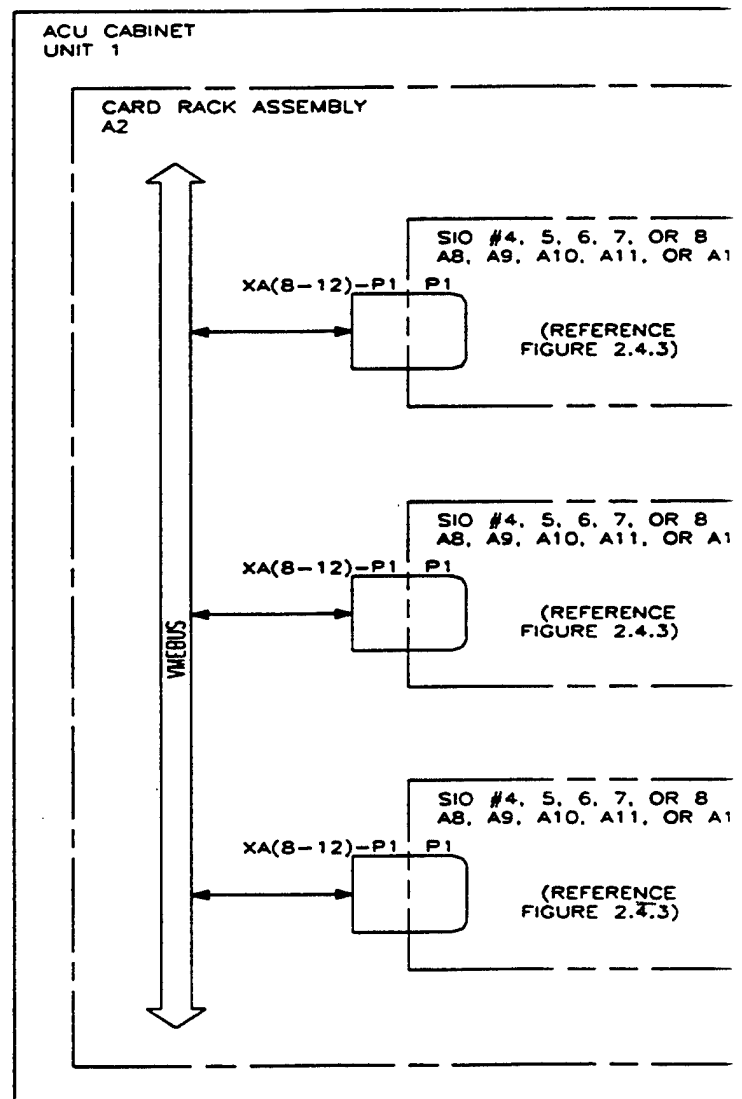 ACU CABINET
UNIT 1
CARD RACK ASSEMBLY
A2
SIO #4, 5, 6, 7, OR 8
A8, A9, A10, A11, OR A1
XA(8-12)-P1 P1
(REFERENCE
FIGURE 2.4.3)
SIO #4, 5, 6, 7, OR 8
A8, A9, A10, A11, OR A1
XA(8-12)-P1 P1
(REFERENCE
FIGURE 2.4.3)
VMEBUS
SIO #4, 5, 6, 7, OR 8
A8, A9, A10, A11, OR A1
XA(8-12)-P1 P1
(REFERENCE
FIGURE 2.4.3)